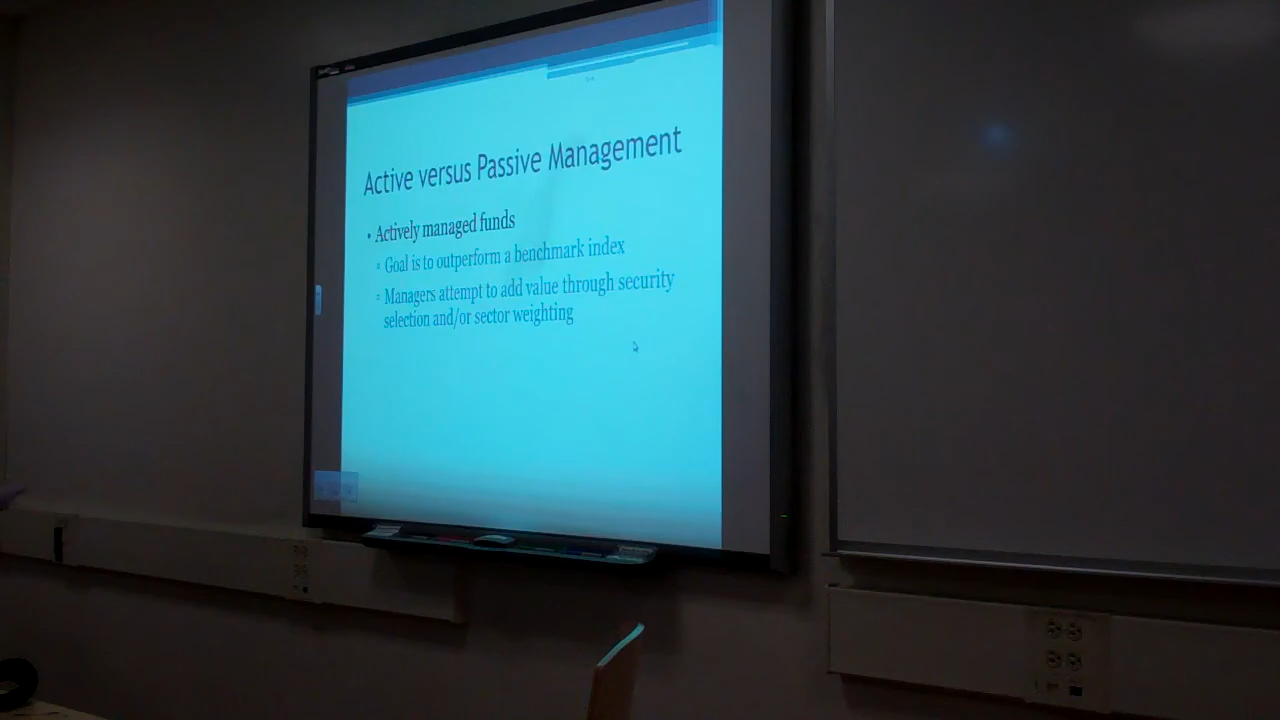 Active versus Passive Management
• Actively managed funds
▫ Goal is to outperform a benchmark index
▫ Managers attempt to add value through security
selection and/or sector weighting